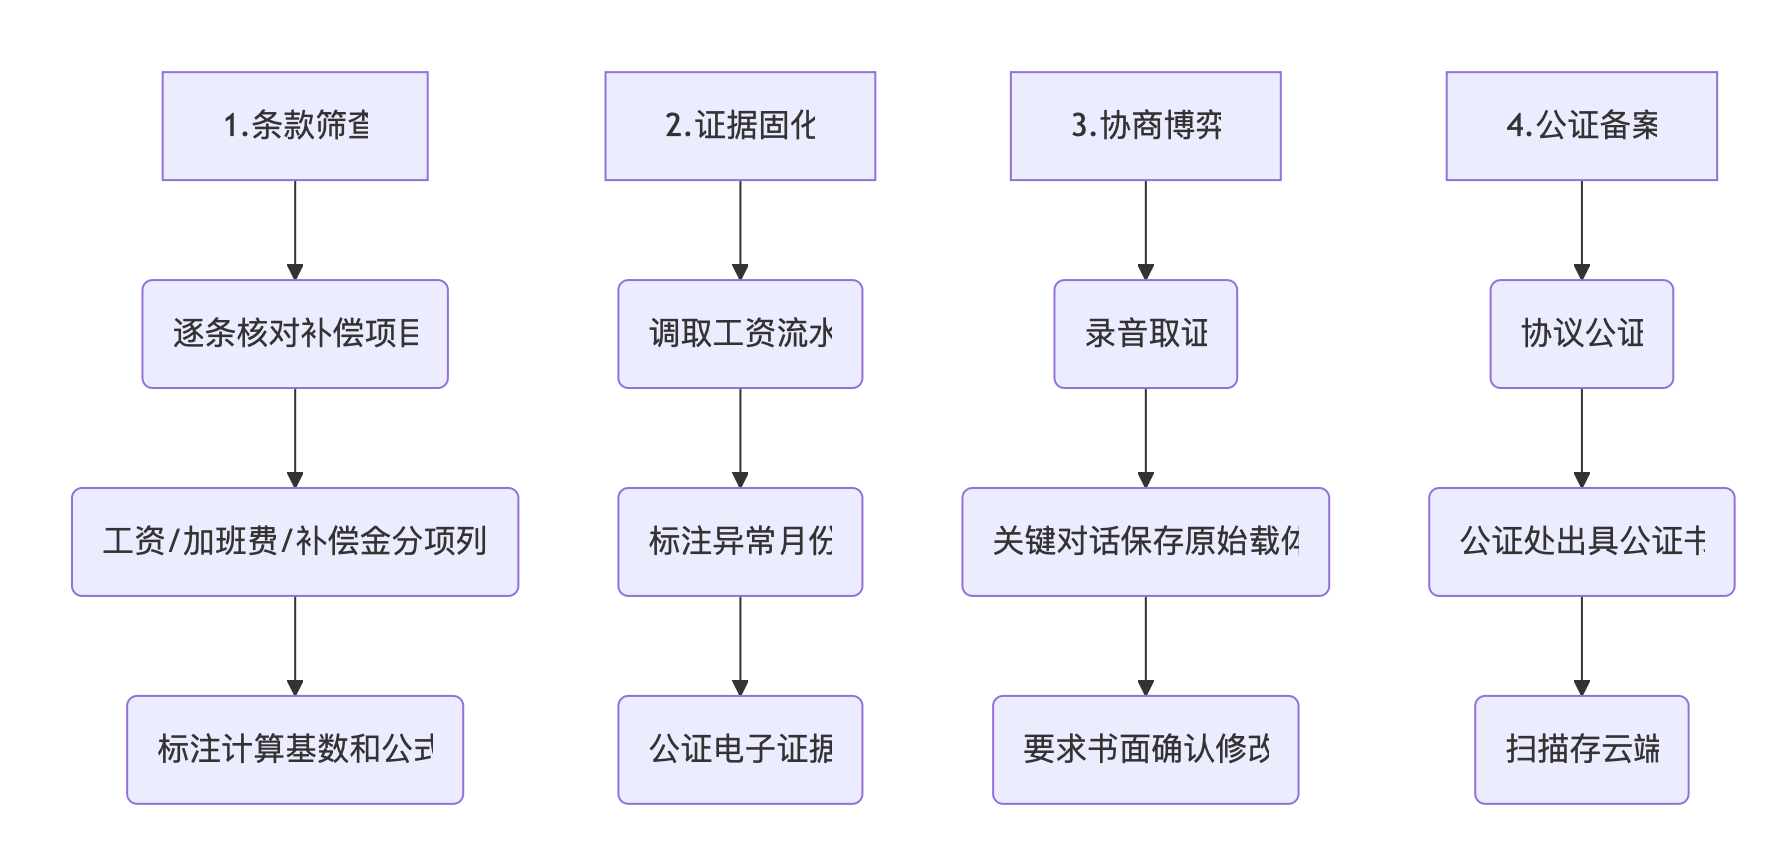 1.条款筛查
逐条核对补偿项目
工资/加班费/补偿金分项列
标注计算基数和公式
2.证据固化
调取工资流水
标注异常月份
公证电子证据
3.协商博弈
录音取证
关键对话保存原始载体
要求书面确认修改
4.公证备案
协议公证
公证处出具公证书
扫描存云端